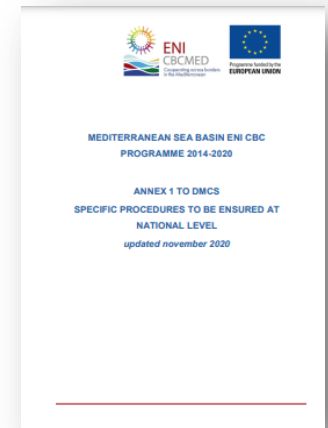 ENI
CBCMED
Cooperating across borders
in the Mediterranean
Programme funded by the
EUROPEAN UNION
MEDITERRANEAN SEA BASIN ENI CBC
PROGRAMME 2014-2020
ANNEX 1 TO DMCS
SPECIFIC PROCEDURES TO BE ENSURED AT
NATIONAL LEVEL
updated november 2020